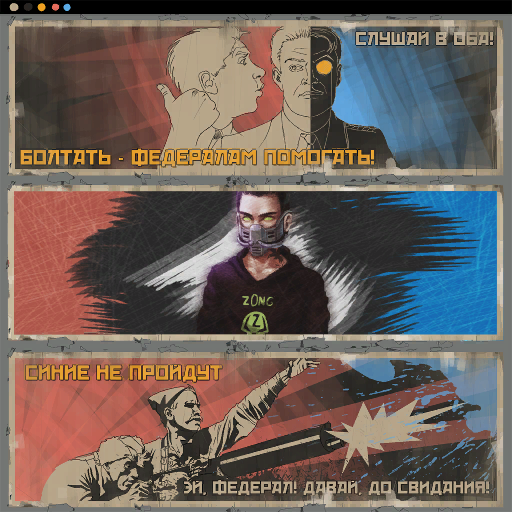 СЛУШАЙ В ОБА!
БОЛТАТЬ - ФЕДЕРАЛАМ ПОМОГАТЬ!
ZONG
Z
СИНИЕ НЕ ПРОЙДУТ
ЭЙ, ФЕДЕРАЛ! ДАВАЙ, ДО СВИДАНИЯ!